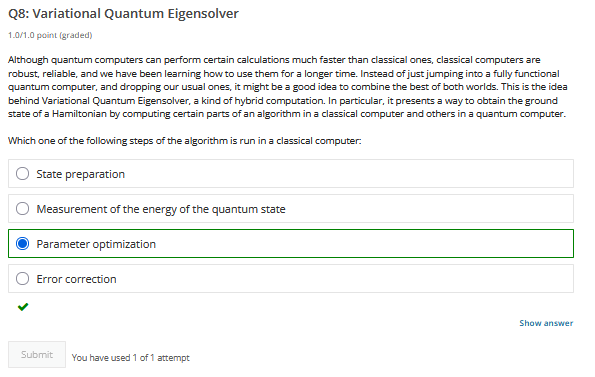 Q8: Variational Quantum Eigensolver
1.0/1.0 point (graded)
Although quantum computers can perform certain calculations much faster than classical ones, classical computers are
robust, reliable, and we have been learning how to use them for a longer time. Instead of just jumping into a fully functional
quantum computer, and dropping our usual ones, it might be a good idea to combine the best of both worlds. This is the idea
behind Variational Quantum Eigensolver, a kind of hybrid computation. In particular, it presents a way to obtain the ground
state of a Hamiltonian by computing certain parts of an algorithm in a classical computer and others in a quantum computer.
Which one of the following steps of the algorithm is run in a classical computer:
State preparation
Measurement of the energy of the quantum state
Parameter optimization
Error correction
Show answer
Submit
You have used 1 of 1 attempt